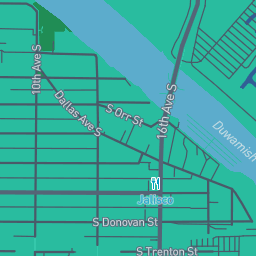 10th Ave S
Dallas Ave S
S Orr St
16th Ave S
Duwamish
Jalisco
S Donovan St
S Trenton St